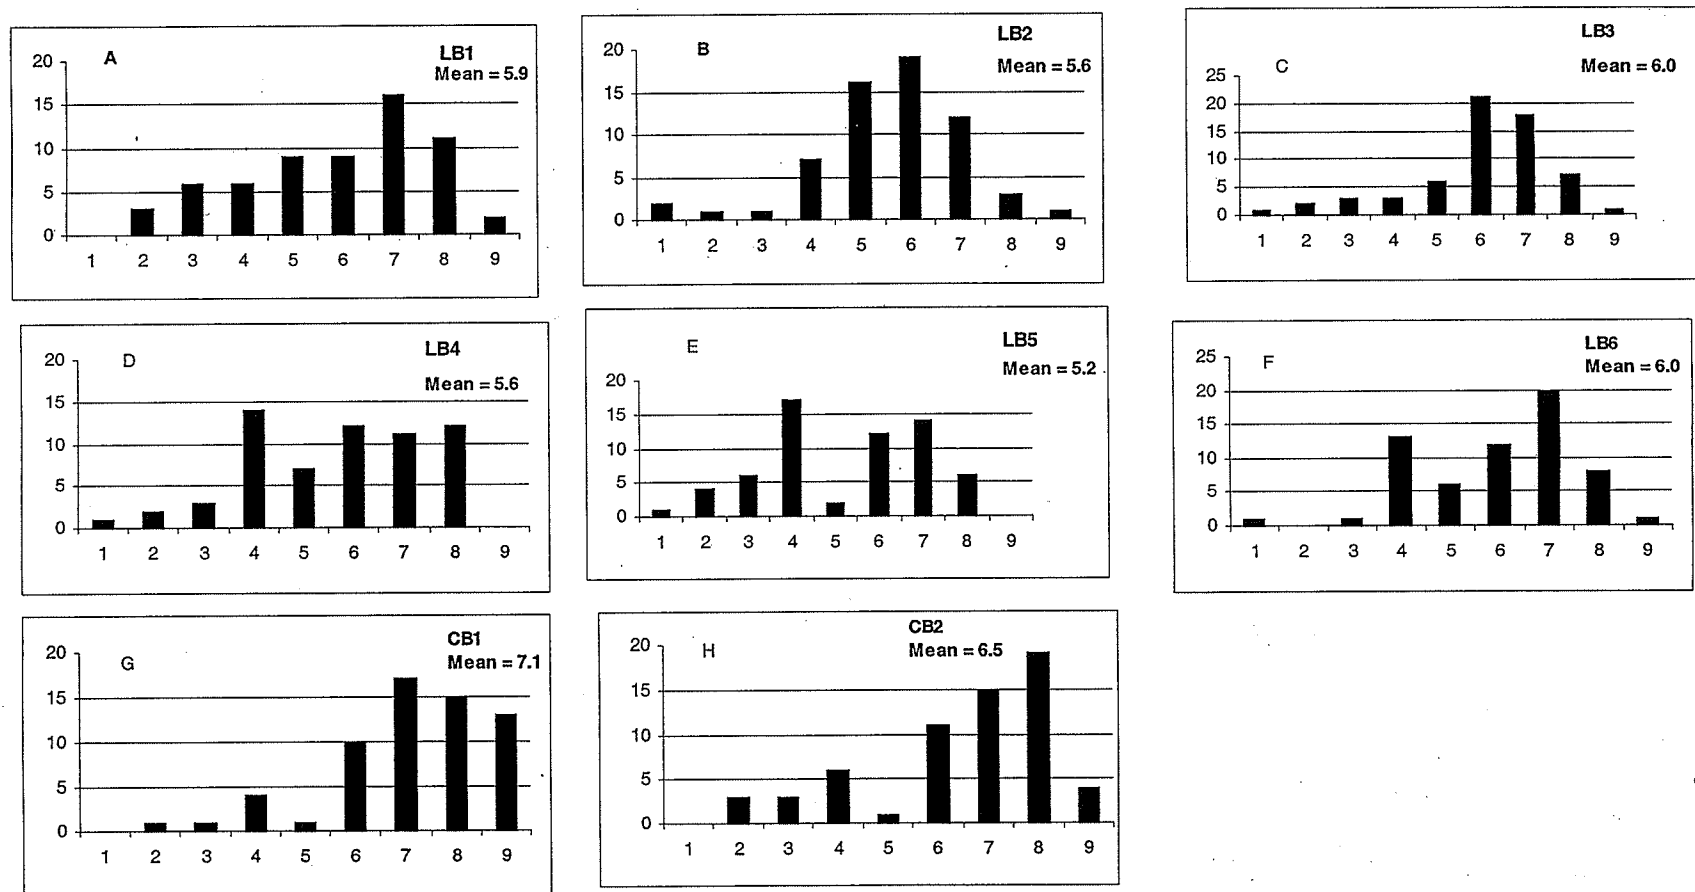 A
LB1
Mean = 5.9
20
15
10
5
0
1 2 3 4 5 6 7 8 9
B
LB2
Mean = 5.6
20
15
10
5
0
1 2 3 4 5 6 7 8 9
C
LB3
Mean = 6.0
25
20
15
10
5
0
1 2 3 4 5 6 7 8 9
D
LB4
Mean = 5.6
20
15
10
5
0
1 2 3 4 5 6 7 8 9
E
LB5
Mean = 5.2
20
15
10
5
0
1 2 3 4 5 6 7 8 9
F
LB6
Mean = 6.0
25
20
15
10
5
0
1 2 3 4 5 6 7 8 9
G
CB1
Mean = 7.1
20
15
10
5
0
1 2 3 4 5 6 7 8 9
H
CB2
Mean = 6.5
20
15
10
5
0
1 2 3 4 5 6 7 8 9